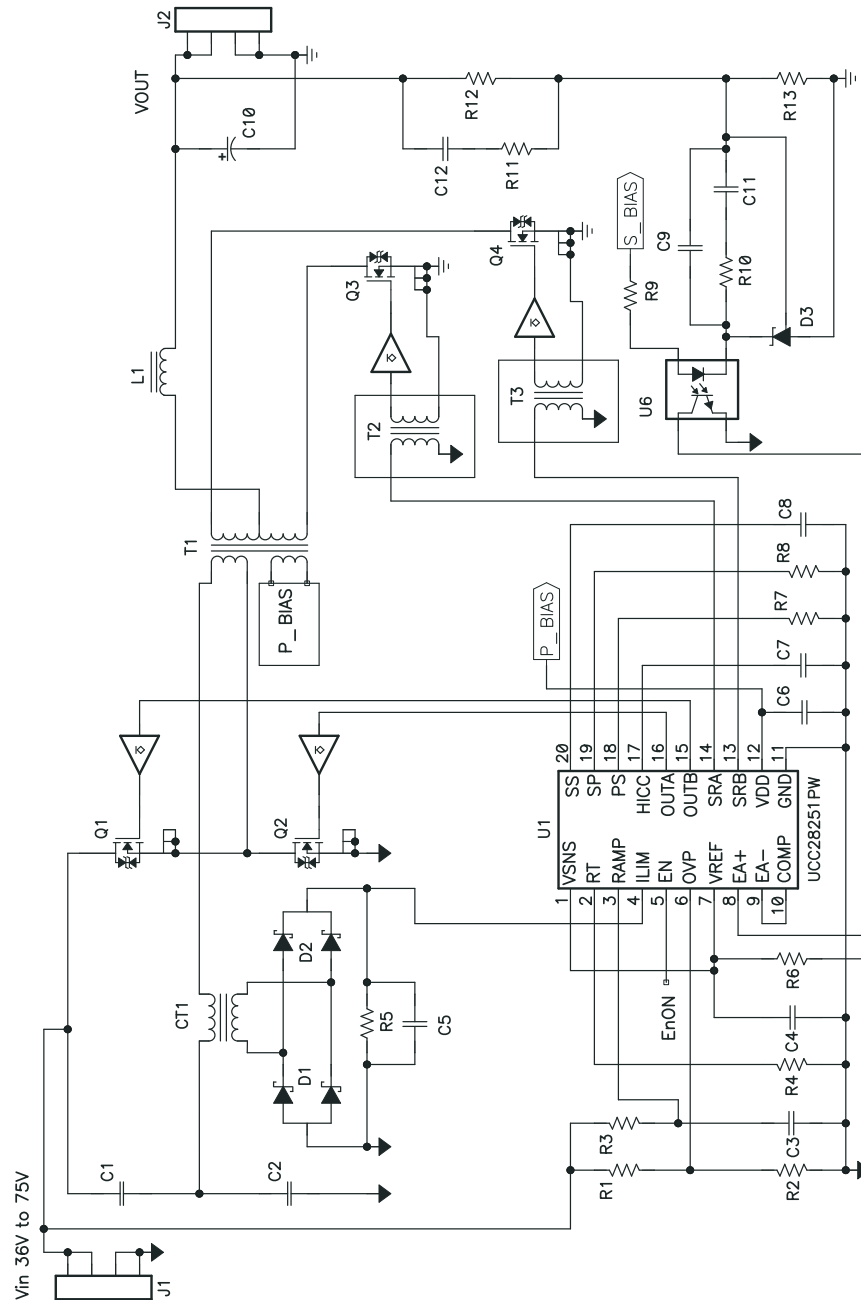 Vin 36V to 75V
J1
C1
C2
CT1
D1
D2
R5
C5
Q1
Q2
T1
P_BIAS
L1
VOUT
J2
C10
R12
C12
R11
R13
Q3
Q4
T2
T3
S_BIAS
R9
C9
C11
R10
U6
D3
P_BIAS
U1
UCC28251PW
1 VSNS
2 RT
3 RAMP
4 ILIM
5 EN
6 OVP
7 VREF
8 EA+
9 EA-
10 COMP
20 SS
19 SP
18 PS
17 HICC
16 OUTA
15 OUTB
14 SRA
13 SRB
12 VDD
11 GND
EnON
R1
R2
R3
C3
R4
C4
R6
C6
C7
R7
R8
C8